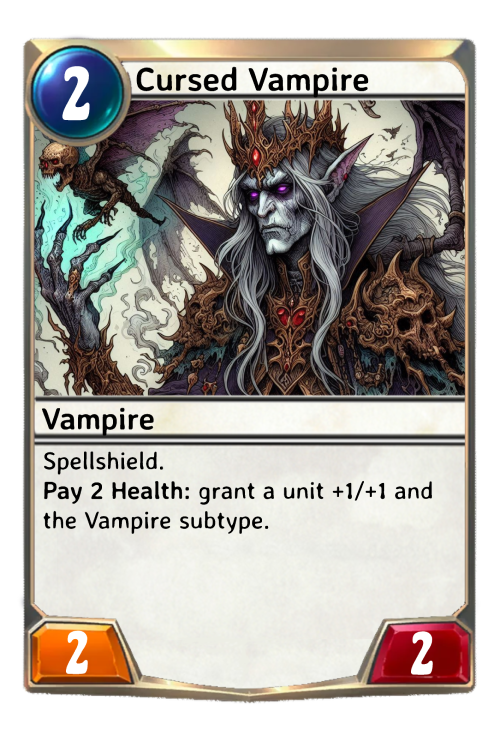 2
Cursed Vampire
Vampire
Spellshield.
Pay 2 Health: grant a unit +1/+1 and
the Vampire subtype.
2
2